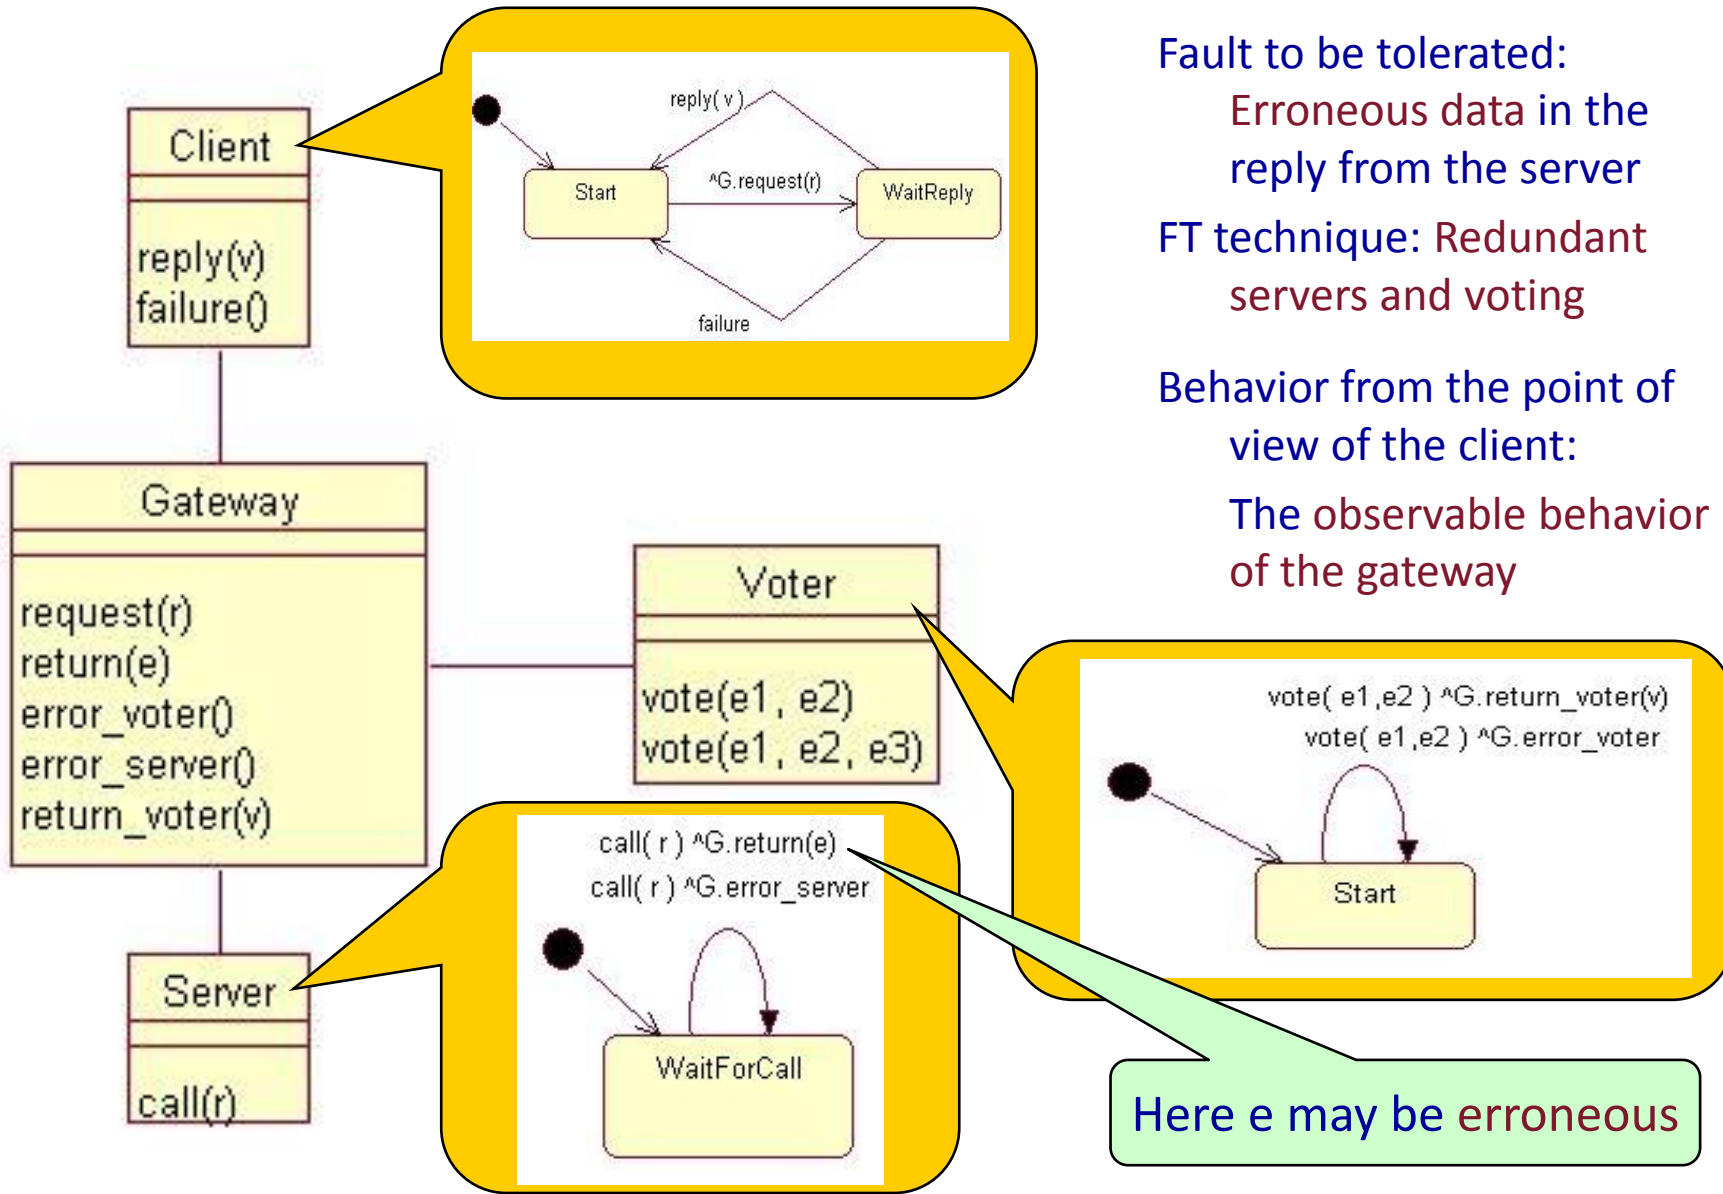 Client
reply(v)
failure()
reply( v )
Start
^G.request(r)
WaitReply
failure
Fault to be tolerated:
Erroneous data in the
reply from the server
FT technique: Redundant
servers and voting
Behavior from the point of
view of the client:
The observable behavior
of the gateway
Gateway
request(r)
return(e)
error_voter()
error_server()
return_voter(v)
Voter
vote(e1, e2)
vote(e1, e2, e3)
vote( e1,e2 ) ^G.return_voter(v)
vote( e1,e2 ) ^G.error_voter
Start
Server
call(r)
call( r ) ^G.return(e)
call( r ) ^G.error_server
WaitForCall
Here e may be erroneous